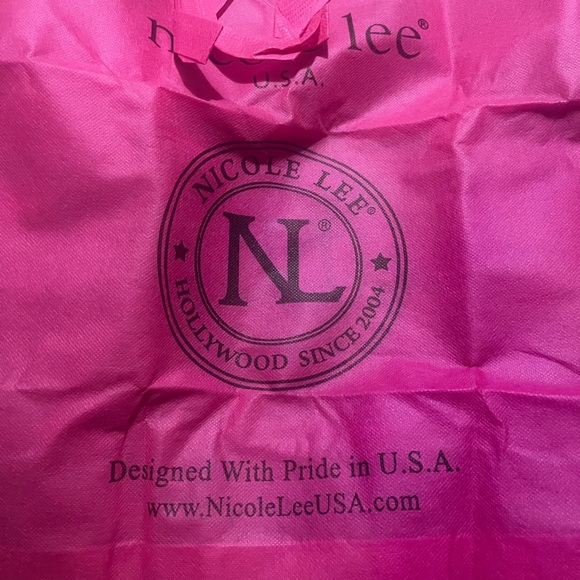 lee®
U.S.A.
NICOLE LEE®
NL®
HOLLYWOOD SINCE 2004
Designed With Pride in U.S.A.
www.NicoleLeeUSA.com